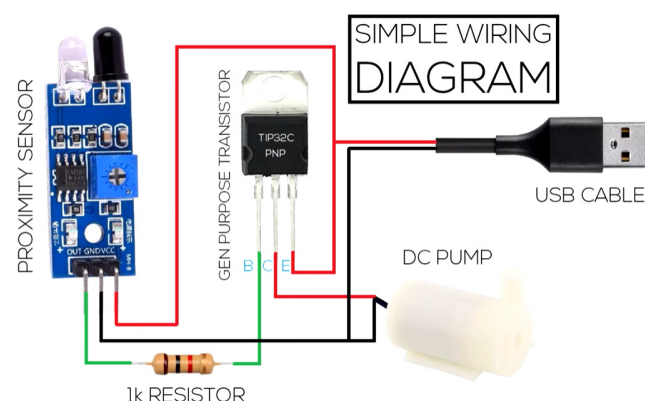 SIMPLE WIRING
DIAGRAM
PROXIMITY SENSOR
GEN PURPOSE TRANSISTOR
TIP32C
PNP
USB CABLE
OUT GND VCC
B C E
DC PUMP
1k RESISTOR